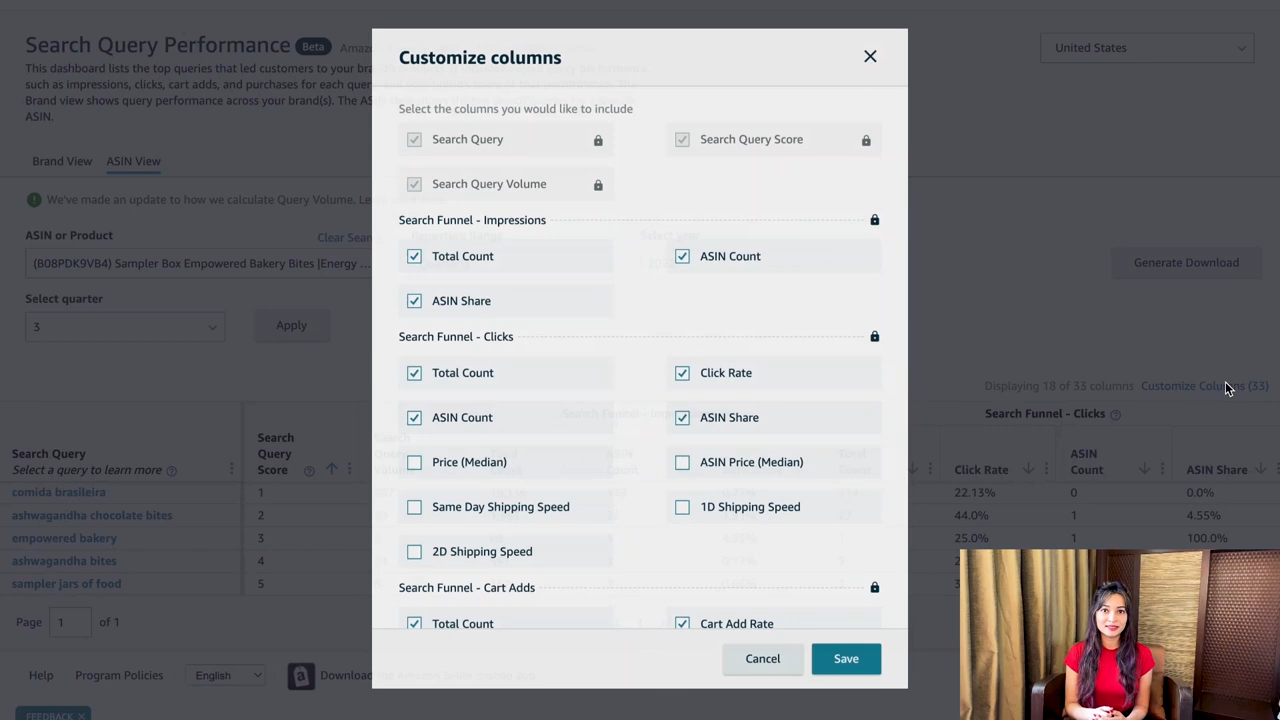 Search Query Performance Beta
This dashboard lists the top queries that led customers to your bra
such as impressions, clicks, cart adds, and purchases for each quer
Brand view shows query performance across your brand(s). The AS
ASIN.
United States
Brand View
ASIN View
We've made an update to how we calculate Query Volume.
ASIN or Product
Clear Sear
(B08PDK9VB4) Sampler Box Empowered Bakery Bites |Energy ...
Select quarter
3
Apply
Generate Download
Displaying 18 of 33 columns
Customize Columns (33)
Customize columns
Select the columns you would like to include
Search Query
Search Query Score
Search Query Volume
Search Funnel - Impressions
Total Count
ASIN Count
ASIN Share
Search Funnel - Clicks
Total Count
Click Rate
ASIN Count
ASIN Share
Price (Median)
ASIN Price (Median)
Same Day Shipping Speed
1D Shipping Speed
2D Shipping Speed
Search Funnel - Cart Adds
Total Count
Cart Add Rate
Cancel
Save
Search Funnel - Clicks
Search Query
Select a query to learn more
Search
Query
Score
Click Rate
ASIN
Count
ASIN Share
comida brasileira 1 22.13% 0 0.0%
ashwagandha chocolate bites 2 44.0% 1 4.55%
empowered bakery 3 25.0% 1 100.0%
ashwagandha bites 4
sampler jars of food 5
Page 1 of 1
Help
Program Policies
English
Download
FEEDBACK